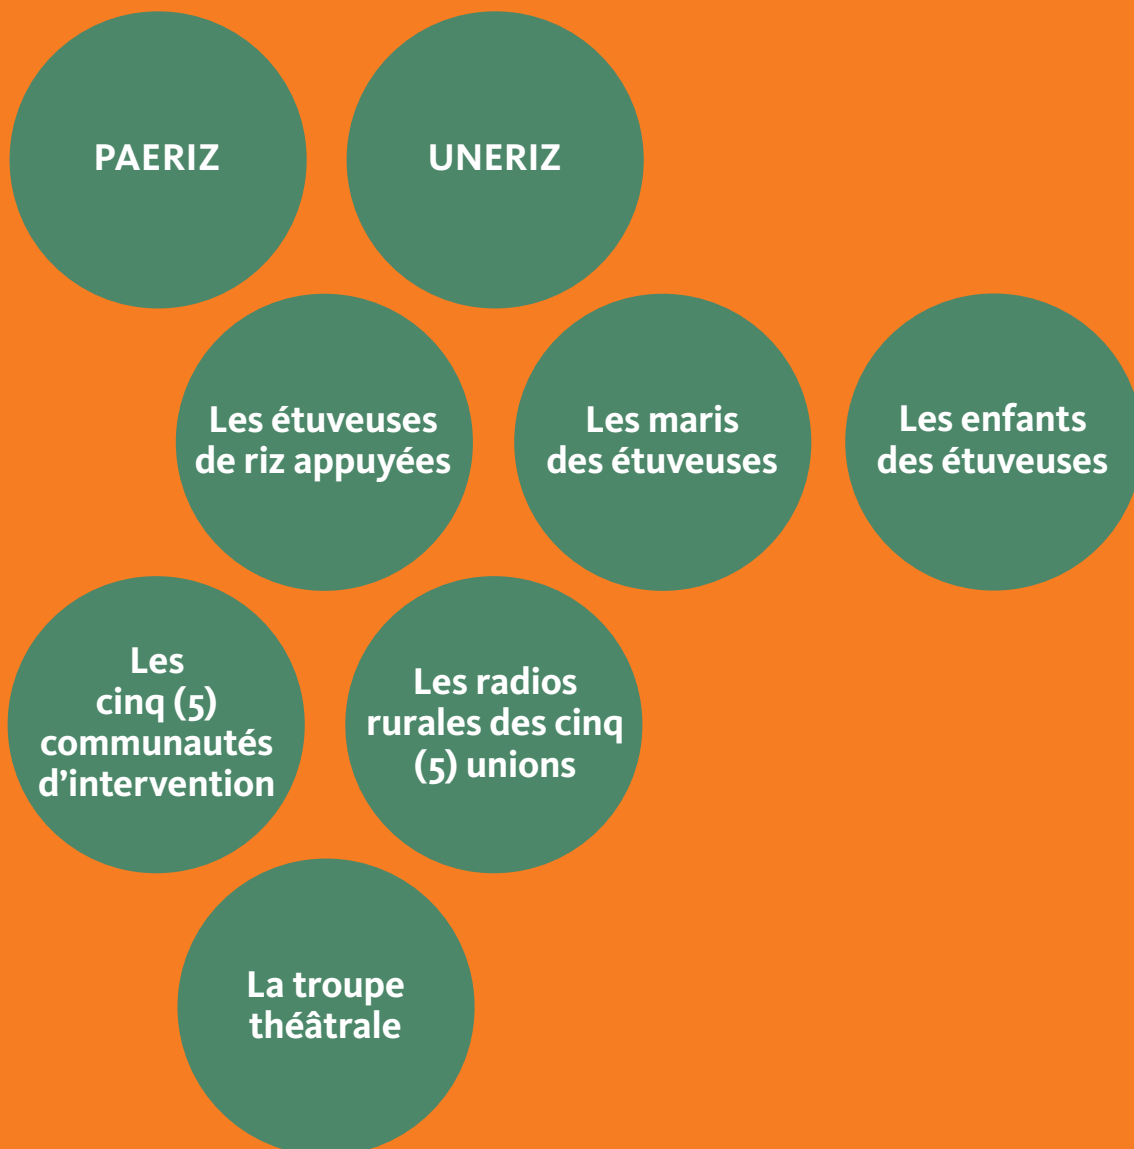 PAERIZ
UNERIZ
Les étuveuses
de riz appuyées
Les maris
des étuveuses
Les enfants
des étuveuses
Les
cinq (5)
communautés
d’intervention
Les radios
rurales des cinq
(5) unions
La troupe
théâtrale